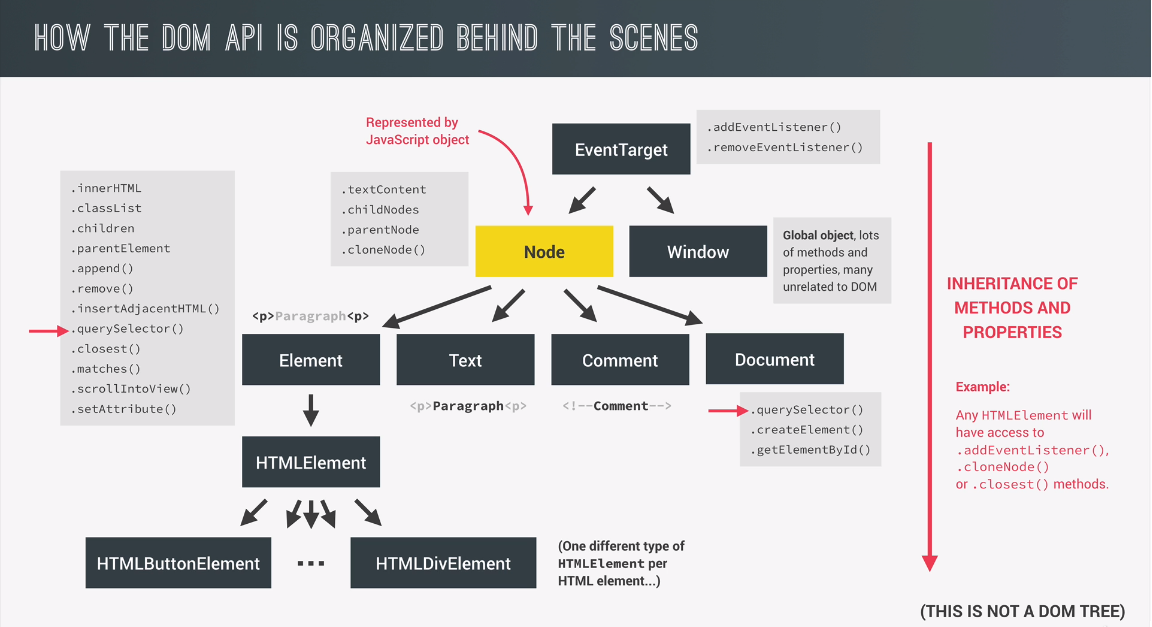 HOW THE DOM API IS ORGANIZED BEHIND THE SCENES
Represented by
JavaScript object
EventTarget
.addEventListener()
.removeEventListener()
.innerHTML
.classList
.children
.parentElement
.append()
.remove()
.insertAdjacentHTML()
.querySelector()
.closest()
.matches()
.scrollIntoView()
.setAttribute()
.textContent
.childNodes
.parentNode
.cloneNode()
Node
Window
Global object, lots
of methods and
properties, many
unrelated to DOM
<p>Paragraph<p>
Element
Text
Comment
Document
<p>Paragraph<p>
<!--Comment-->
.querySelector()
.createElement()
.getElementById()
HTMLElement
HTMLButtonElement
...
HTMLDivElement
(One different type of
HTMLElement per
HTML element...)
INHERITANCE OF
METHODS AND
PROPERTIES
Example:
Any HTMLElement will
have access to
.addEventListener(),
.cloneNode()
or .closest() methods.
(THIS IS NOT A DOM TREE)